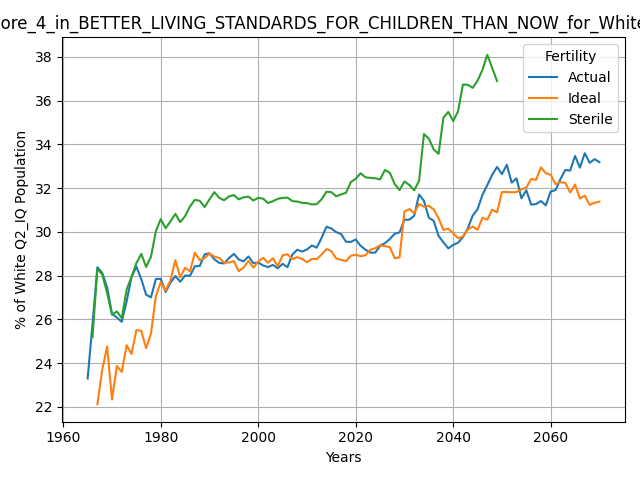 ore_4_in_BETTER_LIVING_STANDARDS_FOR_CHILDREN_THAN_NOW_for_White
% of White Q2_IQ Population
38
36
34
32
30
28
26
24
22
1960
1980
2000
2020
2040
2060
Years
Fertility
Actual
Ideal
Sterile